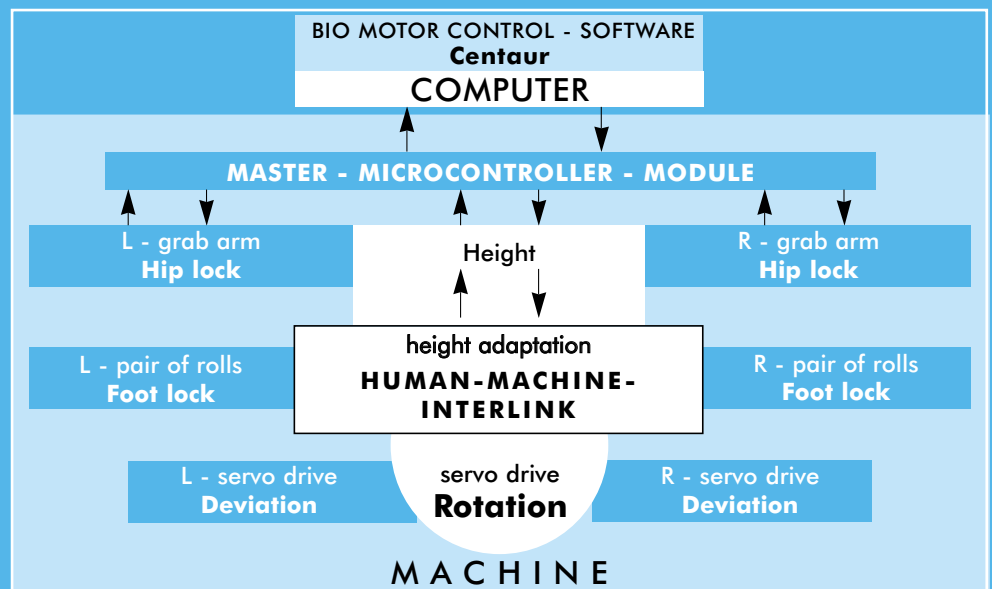 BIO MOTOR CONTROL - SOFTWARE
Centaur
COMPUTER
MASTER - MICROCONTROLLER - MODULE
L - grab arm
Hip lock
Height
R - grab arm
Hip lock
L - pair of rolls
Foot lock
height adaptation
HUMAN-MACHINE-
INTERLINK
R - pair of rolls
Foot lock
L - servo drive
Deviation
servo drive
Rotation
R - servo drive
Deviation
MACHINE